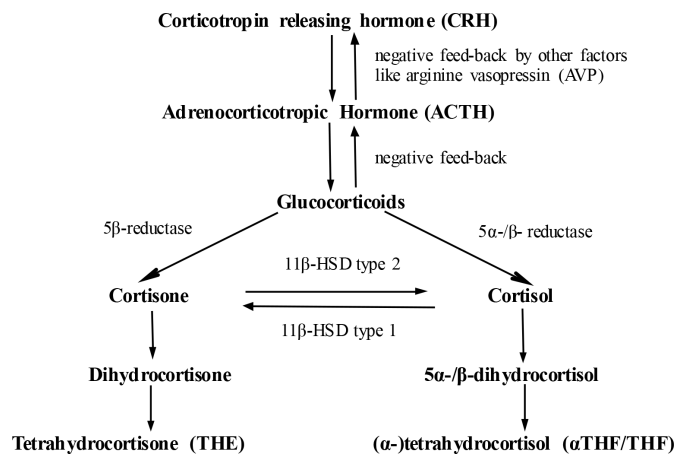 Corticotropin releasing hormone (CRH)
negative feed-back by other factors
like arginine vasopressin (AVP)
Adrenocorticotropic Hormone (ACTH)
negative feed-back
Glucocorticoids
5β-reductase
5α-/β- reductase
11β-HSD type 2
Cortisone
Cortisol
11β-HSD type 1
Dihydrocortisone
5α-/β-dihydrocortisol
Tetrahydrocortisone (THE)
(α-)tetrahydrocortisol (αTHF/THF)